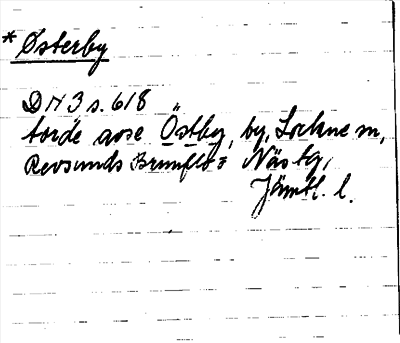 * Østerby
DN 3 s. 618
torde avse Östby, by, Lockne sn,
Revsunds Brunflo o Näs tg,
Jämtl. l.